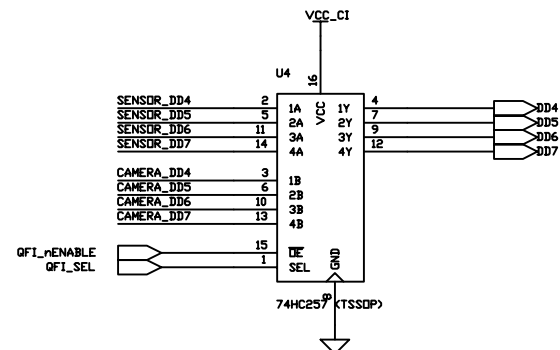 VCC_CI
U4
16
VCC
SENSOR_DD4 2 1A 1Y 4 DD4
SENSOR_DD5 5 2A 2Y 7 DD5
SENSOR_DD6 11 3A 3Y 9 DD6
SENSOR_DD7 14 4A 4Y 12 DD7
CAMERA_DD4 3 1B
CAMERA_DD5 6 2B
CAMERA_DD6 10 3B
CAMERA_DD7 13 4B
QFI_nENABLE 15 OE
QFI_SEL 1 SEL
GND
8
74HC257 (TSSOP)